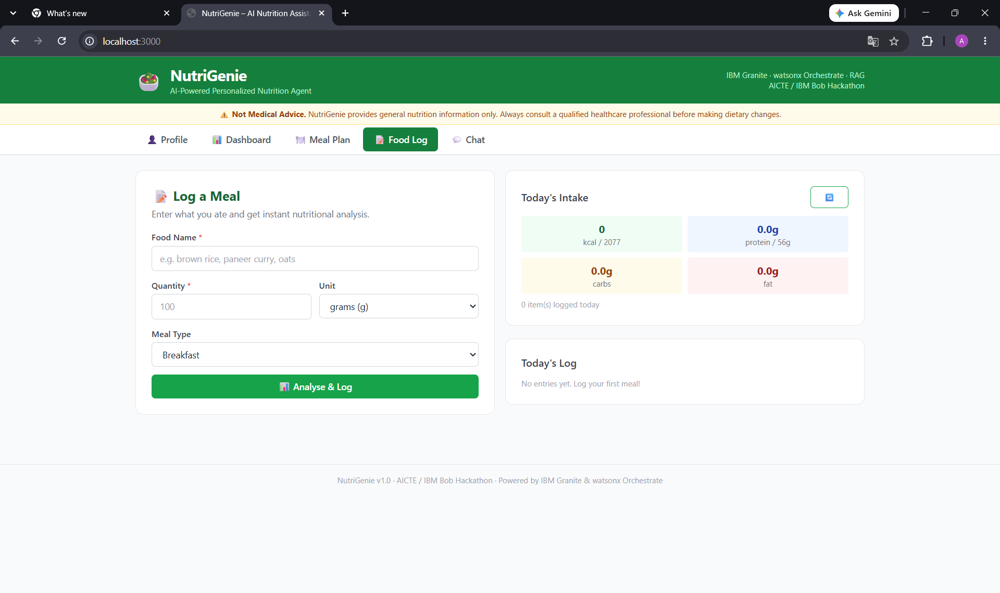 What's new
NutriGenie – AI Nutrition Assist
Ask Gemini
localhost:3000
A
NutriGenie
AI-Powered Personalized Nutrition Agent
IBM Granite · watsonx Orchestrate · RAG
AICTE / IBM Bob Hackathon
⚠️ Not Medical Advice. NutriGenie provides general nutrition information only. Always consult a qualified healthcare professional before making dietary changes.
Profile
Dashboard
Meal Plan
Food Log
Chat
Log a Meal
Enter what you ate and get instant nutritional analysis.
Food Name *
e.g. brown rice, paneer curry, oats
Quantity *
Unit
100
grams (g)
Meal Type
Breakfast
Analyse & Log
Today's Intake
0
kcal / 2077
0.0g
protein / 56g
0.0g
carbs
0.0g
fat
0 item(s) logged today
Today's Log
No entries yet. Log your first meal!
NutriGenie v1.0 · AICTE / IBM Bob Hackathon · Powered by IBM Granite & watsonx Orchestrate